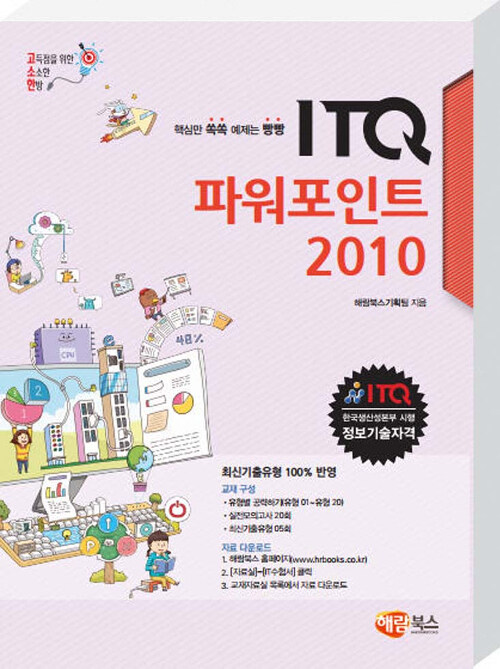 고득점을 위한
소소한
한방
핵심만 쏙쏙 예제는 빵빵
ITQ
파워포인트
2010
해람북스기획팀 지음
48%
CPU
2
1
3
ITQ
한국생산성본부 시행
정보기술자격
최신기출유형 100% 반영
교재 구성
• 유형별 공략하기(유형 01~유형 20)
• 실전모의고사 20회
• 최신기출유형 05회
자료 다운로드
1. 해람북스 홈페이지(www.hrbooks.co.kr)
2. [자료실]-[IT수험서] 클릭
3. 교재자료실 목록에서 자료 다운로드
해람북스